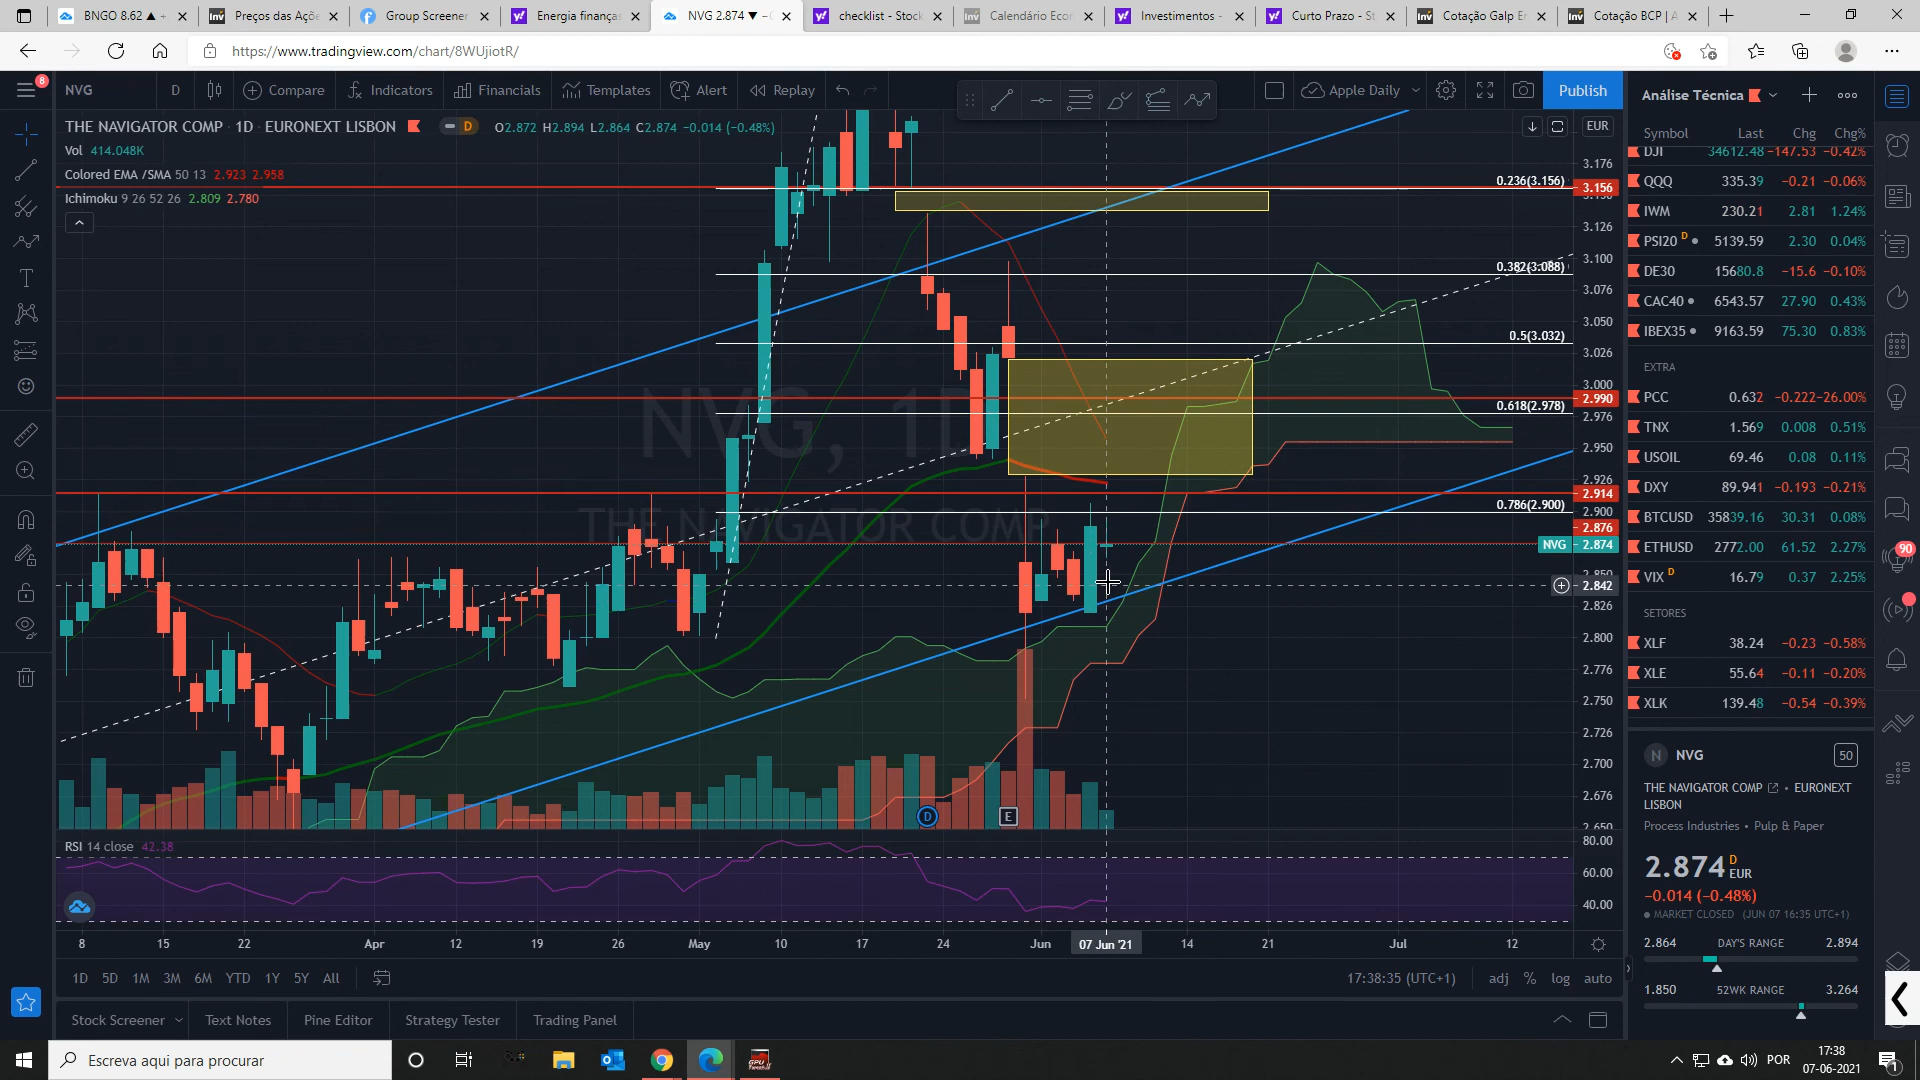 BNGO 8.62 ▲ +
Preços das Açõe
Group Screener
Energia finanças
NVG 2.874 ▼ −
checklist - Stock
Calendário Econ
Investimentos -
Curto Prazo - St
Cotação Galp En
Cotação BCP | A
https://www.tradingview.com/chart/8WUjiotR/
8
NVG
D
Compare
Indicators
Financials
Templates
Alert
Replay
Apple Daily
Publish
THE NAVIGATOR COMP · 1D · EURONEXT LISBON
D
O2.872 H2.894 L2.864 C2.874 −0.014 (−0.48%)
EUR
Vol 414.048K
Colored EMA /SMA 50 13 2.923 2.958
Ichimoku 9 26 52 26 2.809 2.780
NVG, 1D
THE NAVIGATOR COMP
0.236(3.156)
0.382(3.088)
0.5(3.032)
0.618(2.978)
0.786(2.900)
3.176
3.156
3.126
3.100
3.076
3.050
3.026
3.000
2.990
2.976
2.950
2.926
2.914
2.900
2.876
NVG 2.874
2.842
2.826
2.800
2.776
2.750
2.726
2.700
2.676
2.650
D
E
RSI 14 close 42.38
80.00
60.00
40.00
8 15 22 Apr 12 19 26 May 10 17 24 Jun 07 Jun '21 14 21 Jul 12
1D 5D 1M 3M 6M YTD 1Y 5Y All
17:38:35 (UTC+1)
adj % log auto
Stock Screener
Text Notes
Pine Editor
Strategy Tester
Trading Panel
Análise Técnica
Symbol Last Chg Chg%
DJI 34612.48 −147.53 −0.42%
QQQ 335.39 −0.21 −0.06%
IWM 230.21 2.81 1.24%
PSI20 D 5139.59 2.30 0.04%
DE30 15680.8 −15.6 −0.10%
CAC40 6543.57 27.90 0.43%
IBEX35 9163.59 75.30 0.83%
EXTRA
PCC 0.632 −0.222 −26.00%
TNX 1.569 0.008 0.51%
USOIL 69.46 0.08 0.11%
DXY 89.941 −0.193 −0.21%
BTCUSD 35839.16 30.31 0.08%
ETHUSD 2772.00 61.52 2.27%
VIX D 16.79 0.37 2.25%
SETORES
XLF 38.24 −0.23 −0.58%
XLE 55.64 −0.11 −0.20%
XLK 139.48 −0.54 −0.39%
N NVG 50
THE NAVIGATOR COMP • EURONEXT
LISBON
Process Industries • Pulp & Paper
2.874 D EUR
−0.014 (−0.48%)
MARKET CLOSED (JUN 07 16:35 UTC+1)
2.864 DAY'S RANGE 2.894
1.850 52WK RANGE 3.264
90
Escreva aqui para procurar
POR
17:38
07-06-2021
1